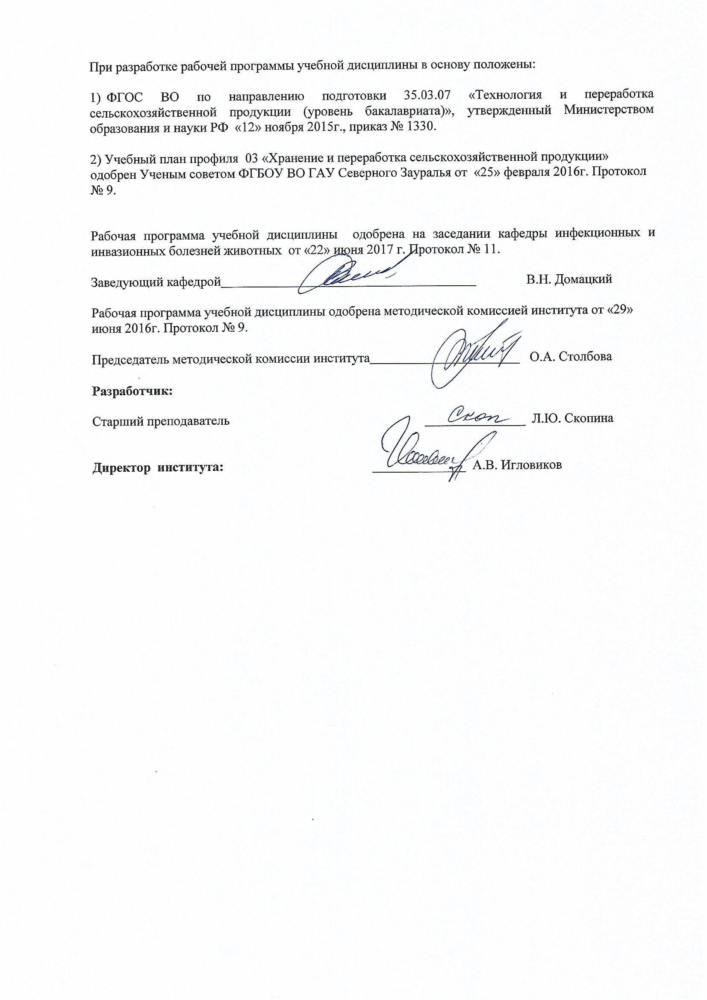 При разработке рабочей программы учебной дисциплины в основу положены:
1) ФГОС ВО по направлению подготовки 35.03.07 «Технология и переработка
сельскохозяйственной продукции (уровень бакалавриата)», утвержденный Министерством
образования и науки РФ «12» ноября 2015г., приказ № 1330.
2) Учебный план профиля 03 «Хранение и переработка сельскохозяйственной продукции»
одобрен Ученым советом ФГБОУ ВО ГАУ Северного Зауралья от «25» февраля 2016г. Протокол
№ 9.
Рабочая программа учебной дисциплины одобрена на заседании кафедры инфекционных и
инвазионных болезней животных от «22» июня 2017 г. Протокол № 11.
Заведующий кафедрой В.Н. Домацкий
Рабочая программа учебной дисциплины одобрена методической комиссией института от «29»
июня 2016г. Протокол № 9.
Председатель методической комиссии института О.А. Столбова
Разработчик:
Старший преподаватель Скоп Л.Ю. Скопина
Директор института: А.В. Игловиков